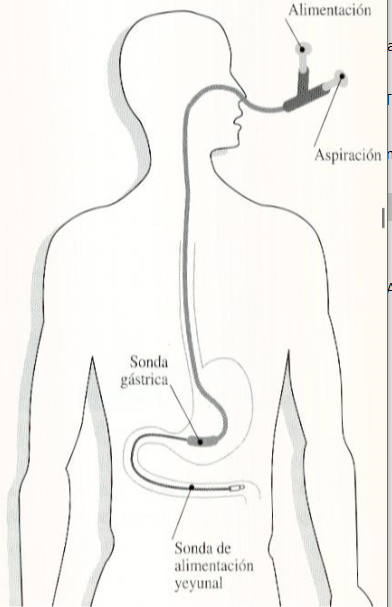 Alimentación
Aspiración
Sonda
gástrica
Sonda de
alimentación
yeyunal